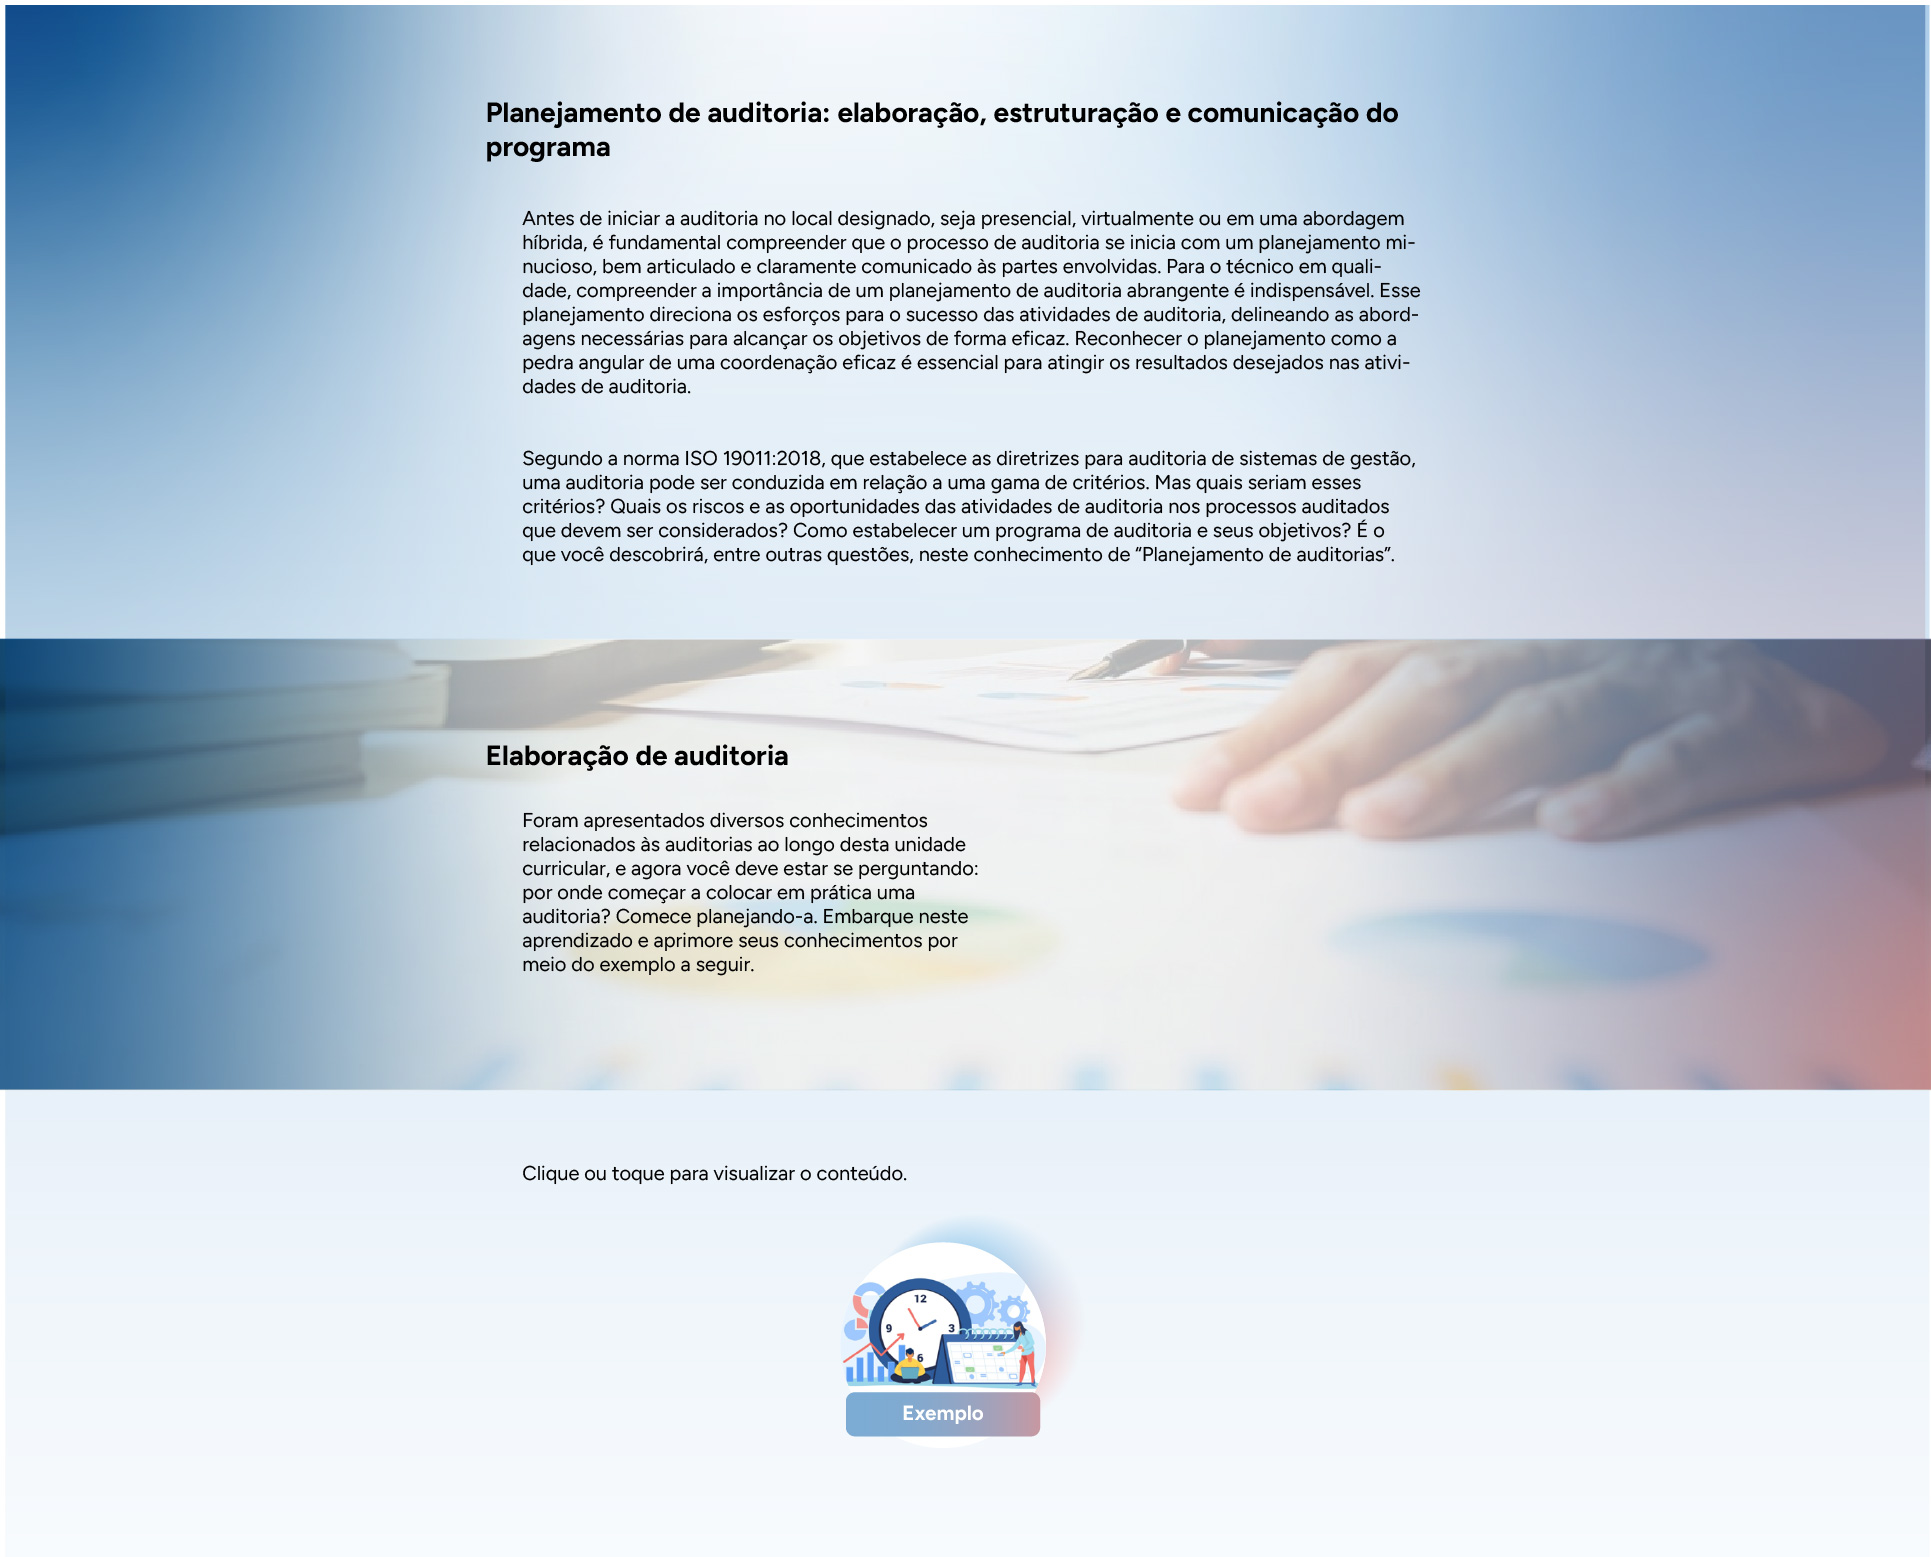 Planejamento de auditoria: elaboração, estruturação e comunicação do
programa
Antes de iniciar a auditoria no local designado, seja presencial, virtualmente ou em uma abordagem
híbrida, é fundamental compreender que o processo de auditoria se inicia com um planejamento mi-
nucioso, bem articulado e claramente comunicado às partes envolvidas. Para o técnico em quali-
dade, compreender a importância de um planejamento de auditoria abrangente é indispensável. Esse
planejamento direciona os esforços para o sucesso das atividades de auditoria, delineando as abord-
agens necessárias para alcançar os objetivos de forma eficaz. Reconhecer o planejamento como a
pedra angular de uma coordenação eficaz é essencial para atingir os resultados desejados nas ativi-
dades de auditoria.
Segundo a norma ISO 19011:2018, que estabelece as diretrizes para auditoria de sistemas de gestão,
uma auditoria pode ser conduzida em relação a uma gama de critérios. Mas quais seriam esses
critérios? Quais os riscos e as oportunidades das atividades de auditoria nos processos auditados
que devem ser considerados? Como estabelecer um programa de auditoria e seus objetivos? É o
que você descobrirá, entre outras questões, neste conhecimento de “Planejamento de auditorias”.
Elaboração de auditoria
Foram apresentados diversos conhecimentos
relacionados às auditorias ao longo desta unidade
curricular, e agora você deve estar se perguntando:
por onde começar a colocar em prática uma
auditoria? Comece planejando-a. Embarque neste
aprendizado e aprimore seus conhecimentos por
meio do exemplo a seguir.
Clique ou toque para visualizar o conteúdo.
12
9
3
6
Exemplo